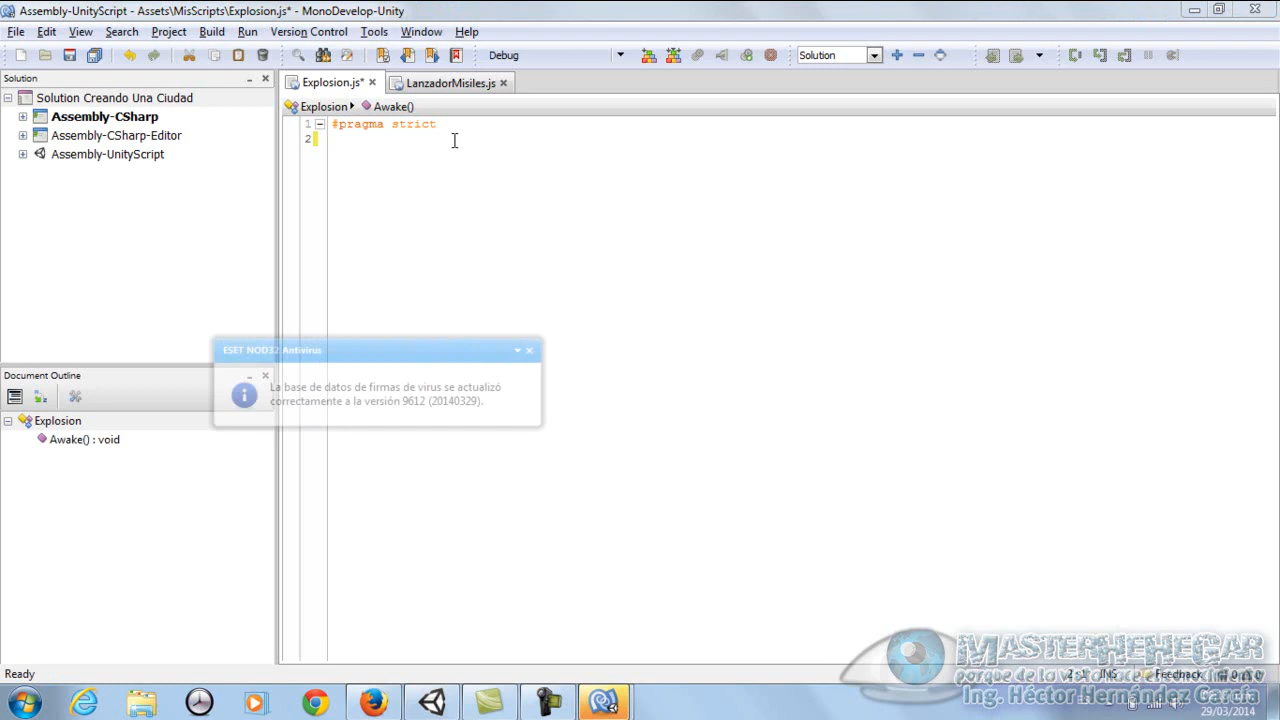 Assembly-UnityScript - Assets\MisScripts\Explosion.js* - MonoDevelop-Unity
File Edit View Search Project Build Run Version Control Tools Window Help
Debug
Solution
Solution
Explosion.js*
LanzadorMisiles.js
Solution Creando Una Ciudad
Explosion
Awake()
Assembly-CSharp
1 #pragma strict
Assembly-CSharp-Editor
2
Assembly-UnityScript
ESET NOD32 Antivirus
La base de datos de firmas de virus se actualizó
correctamente a la versión 9612 (20140329).
Document Outline
Explosion
Awake() : void
MASTERHEHEGAR
Ready
INS
Feedback
Ing. Héctor Hernández García
29/03/2014